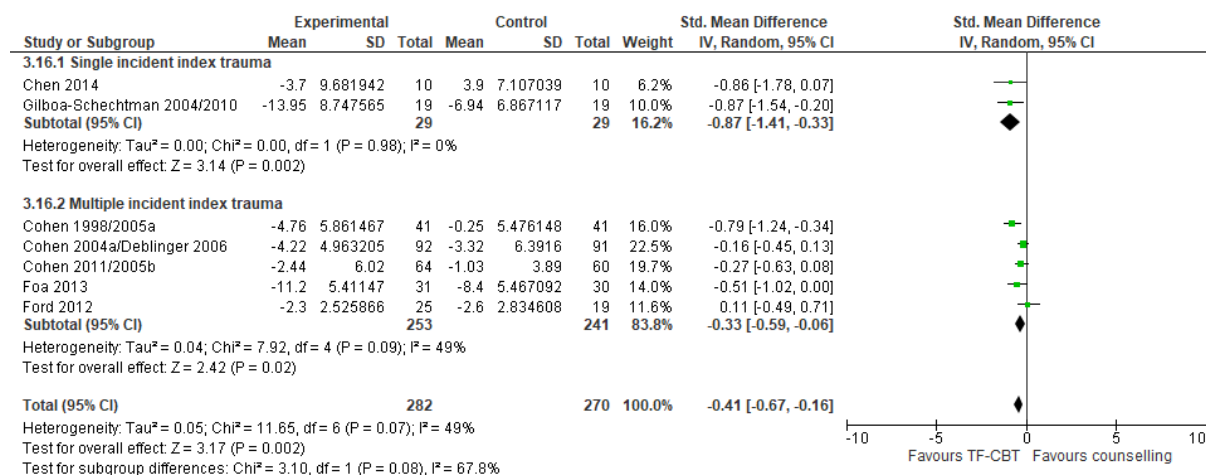 Experimental Control Std. Mean Difference Std. Mean Difference
Study or Subgroup Mean SD Total Mean SD Total Weight IV, Random, 95% CI IV, Random, 95% CI
3.16.1 Single incident index trauma
Chen 2014 -3.7 9.681942 10 3.9 7.107039 10 6.2% -0.86 [-1.78, 0.07]
Gilboa-Schechtman 2004/2010 -13.95 8.747565 19 -6.94 6.867117 19 10.0% -0.87 [-1.54, -0.20]
Subtotal (95% CI) 29 29 16.2% -0.87 [-1.41, -0.33]
Heterogeneity: Tau² = 0.00; Chi² = 0.00, df = 1 (P = 0.98); I² = 0%
Test for overall effect: Z = 3.14 (P = 0.002)
3.16.2 Multiple incident index trauma
Cohen 1998/2005a -4.76 5.861467 41 -0.25 5.476148 41 16.0% -0.79 [-1.24, -0.34]
Cohen 2004a/Deblinger 2006 -4.22 4.963205 92 -3.32 6.3916 91 22.5% -0.16 [-0.45, 0.13]
Cohen 2011/2005b -2.44 6.02 64 -1.03 3.89 60 19.7% -0.27 [-0.63, 0.08]
Foa 2013 -11.2 5.41147 31 -8.4 5.467092 30 14.0% -0.51 [-1.02, 0.00]
Ford 2012 -2.3 2.525866 25 -2.6 2.834608 19 11.6% 0.11 [-0.49, 0.71]
Subtotal (95% CI) 253 241 83.8% -0.33 [-0.59, -0.06]
Heterogeneity: Tau² = 0.04; Chi² = 7.92, df = 4 (P = 0.09); I² = 49%
Test for overall effect: Z = 2.42 (P = 0.02)
Total (95% CI) 282 270 100.0% -0.41 [-0.67, -0.16]
Heterogeneity: Tau² = 0.05; Chi² = 11.65, df = 6 (P = 0.07); I² = 49%
Test for overall effect: Z = 3.17 (P = 0.002)
Test for subgroup differences: Chi² = 3.10, df = 1 (P = 0.08), I² = 67.8%
-10 -5 0 5 10
Favours TF-CBT Favours counselling